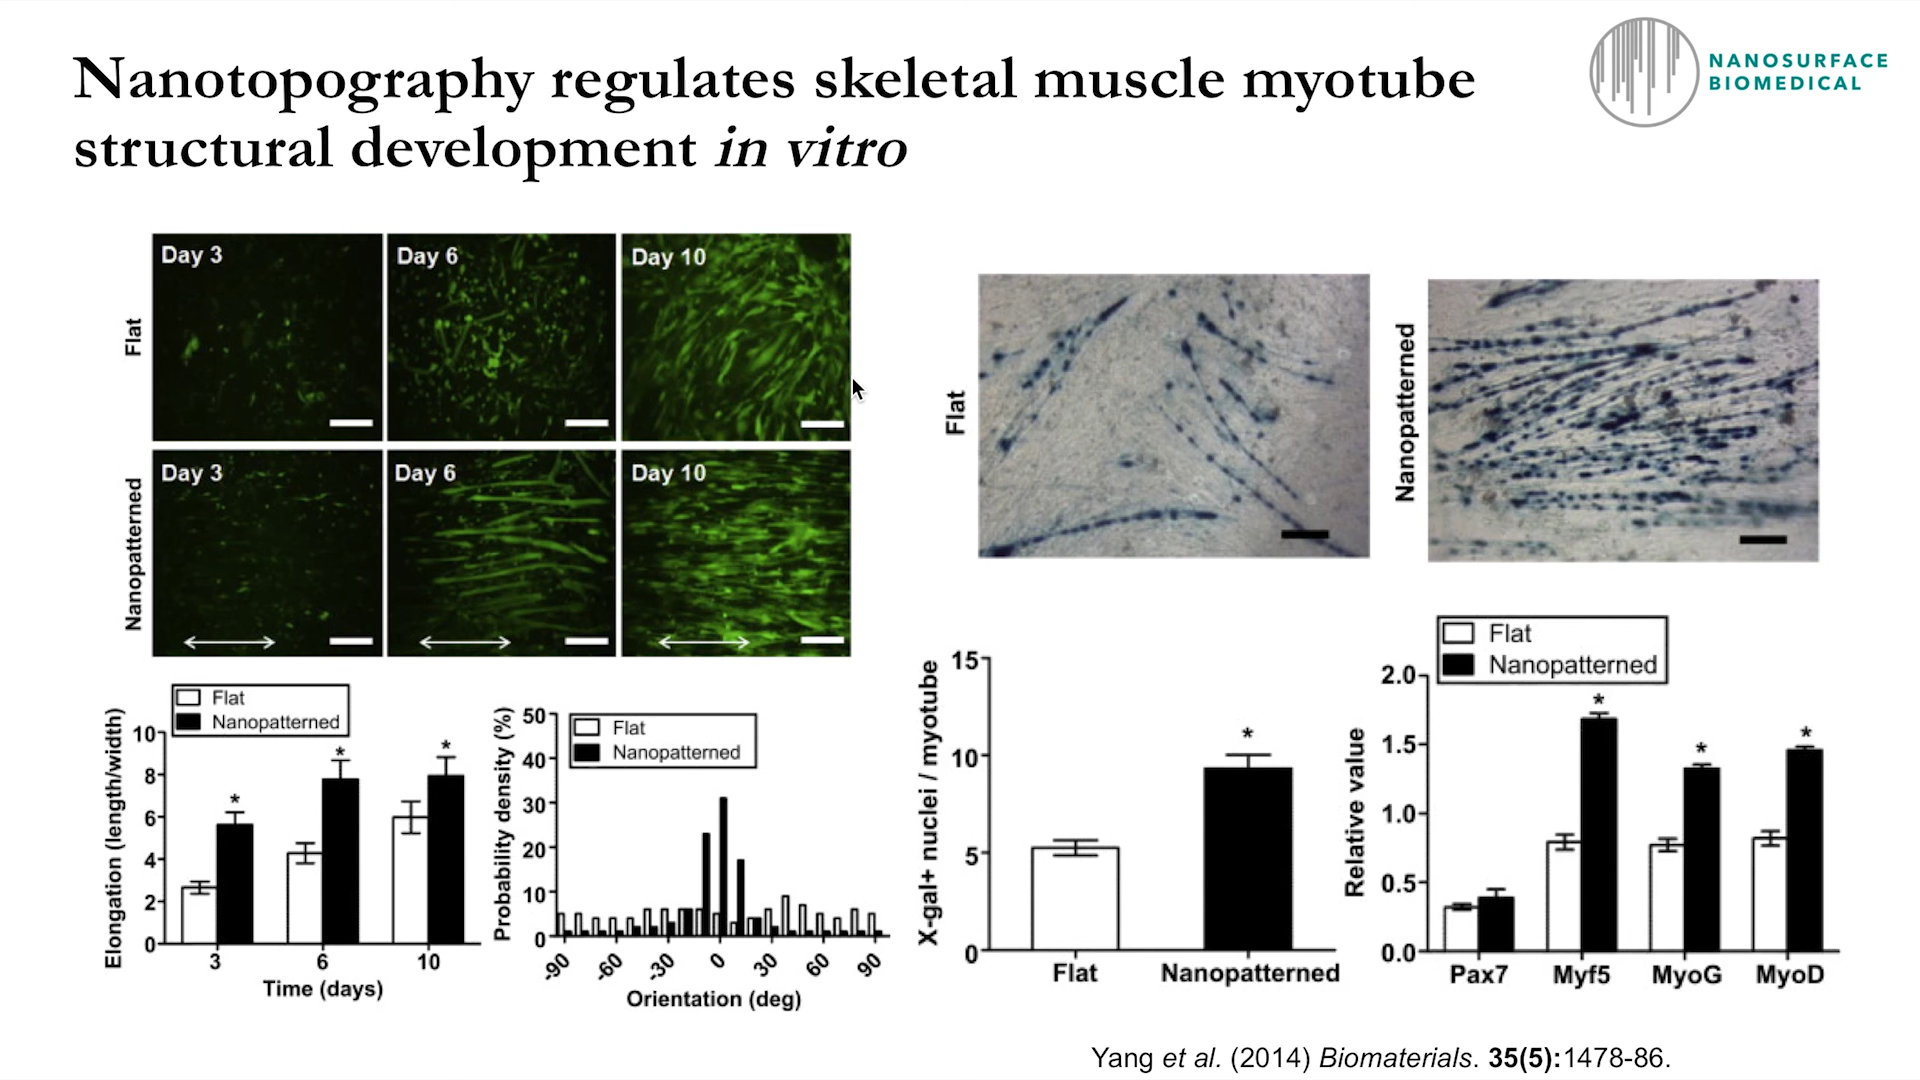 Nanotopography regulates skeletal muscle myotube
structural development in vitro
NANOSURFACE
BIOMEDICAL
Flat
Day 3
Day 6
Day 10
Nanopatterned
Day 3
Day 6
Day 10
Flat
Nanopatterned
Flat
Nanopatterned
Elongation (length/width)
10
8
6
4
2
0
*
*
*
3
6
10
Time (days)
Flat
Nanopatterned
Probability density (%)
50
40
30
20
10
0
-90
-60
-30
0
30
60
90
Orientation (deg)
X-gal+ nuclei / myotube
15
10
5
0
*
Flat
Nanopatterned
Flat
Nanopatterned
Relative value
2.0
1.5
1.0
0.5
0.0
*
*
*
Pax7
Myf5
MyoG
MyoD
Yang et al. (2014) Biomaterials. 35(5):1478-86.